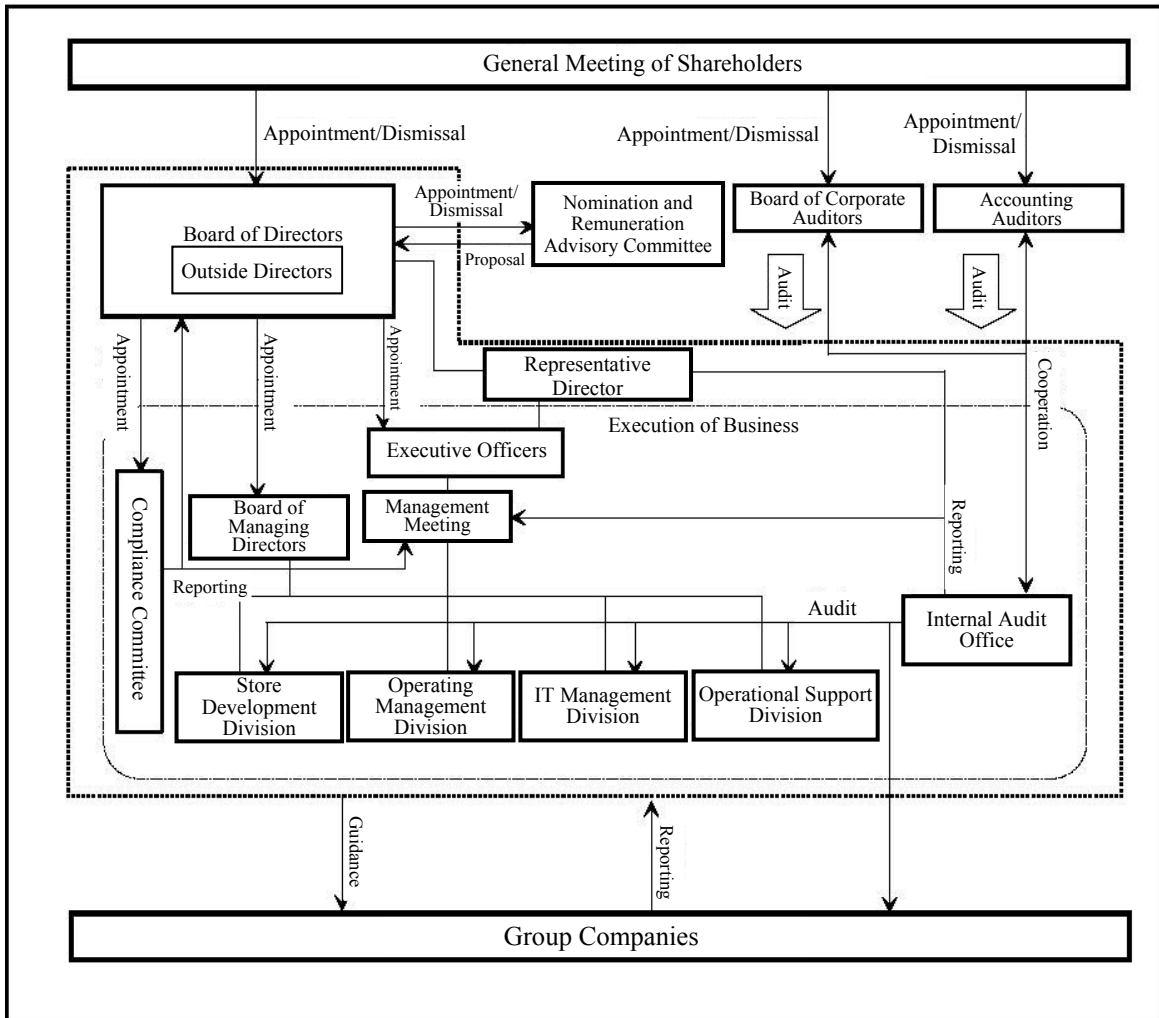 General Meeting of Shareholders
Appointment/Dismissal
Appointment/Dismissal
Appointment/
Dismissal
Board of Directors
Outside Directors
Appointment/
Dismissal
Proposal
Nomination and
Remuneration
Advisory Committee
Board of Corporate
Auditors
Accounting
Auditors
Audit
Audit
Appointment
Appointment
Appointment
Representative
Director
Cooperation
Execution of Business
Executive Officers
Compliance Committee
Board of
Managing
Directors
Management
Meeting
Reporting
Reporting
Audit
Internal Audit
Office
Store
Development
Division
Operating
Management
Division
IT Management
Division
Operational Support
Division
Guidance
Reporting
Group Companies